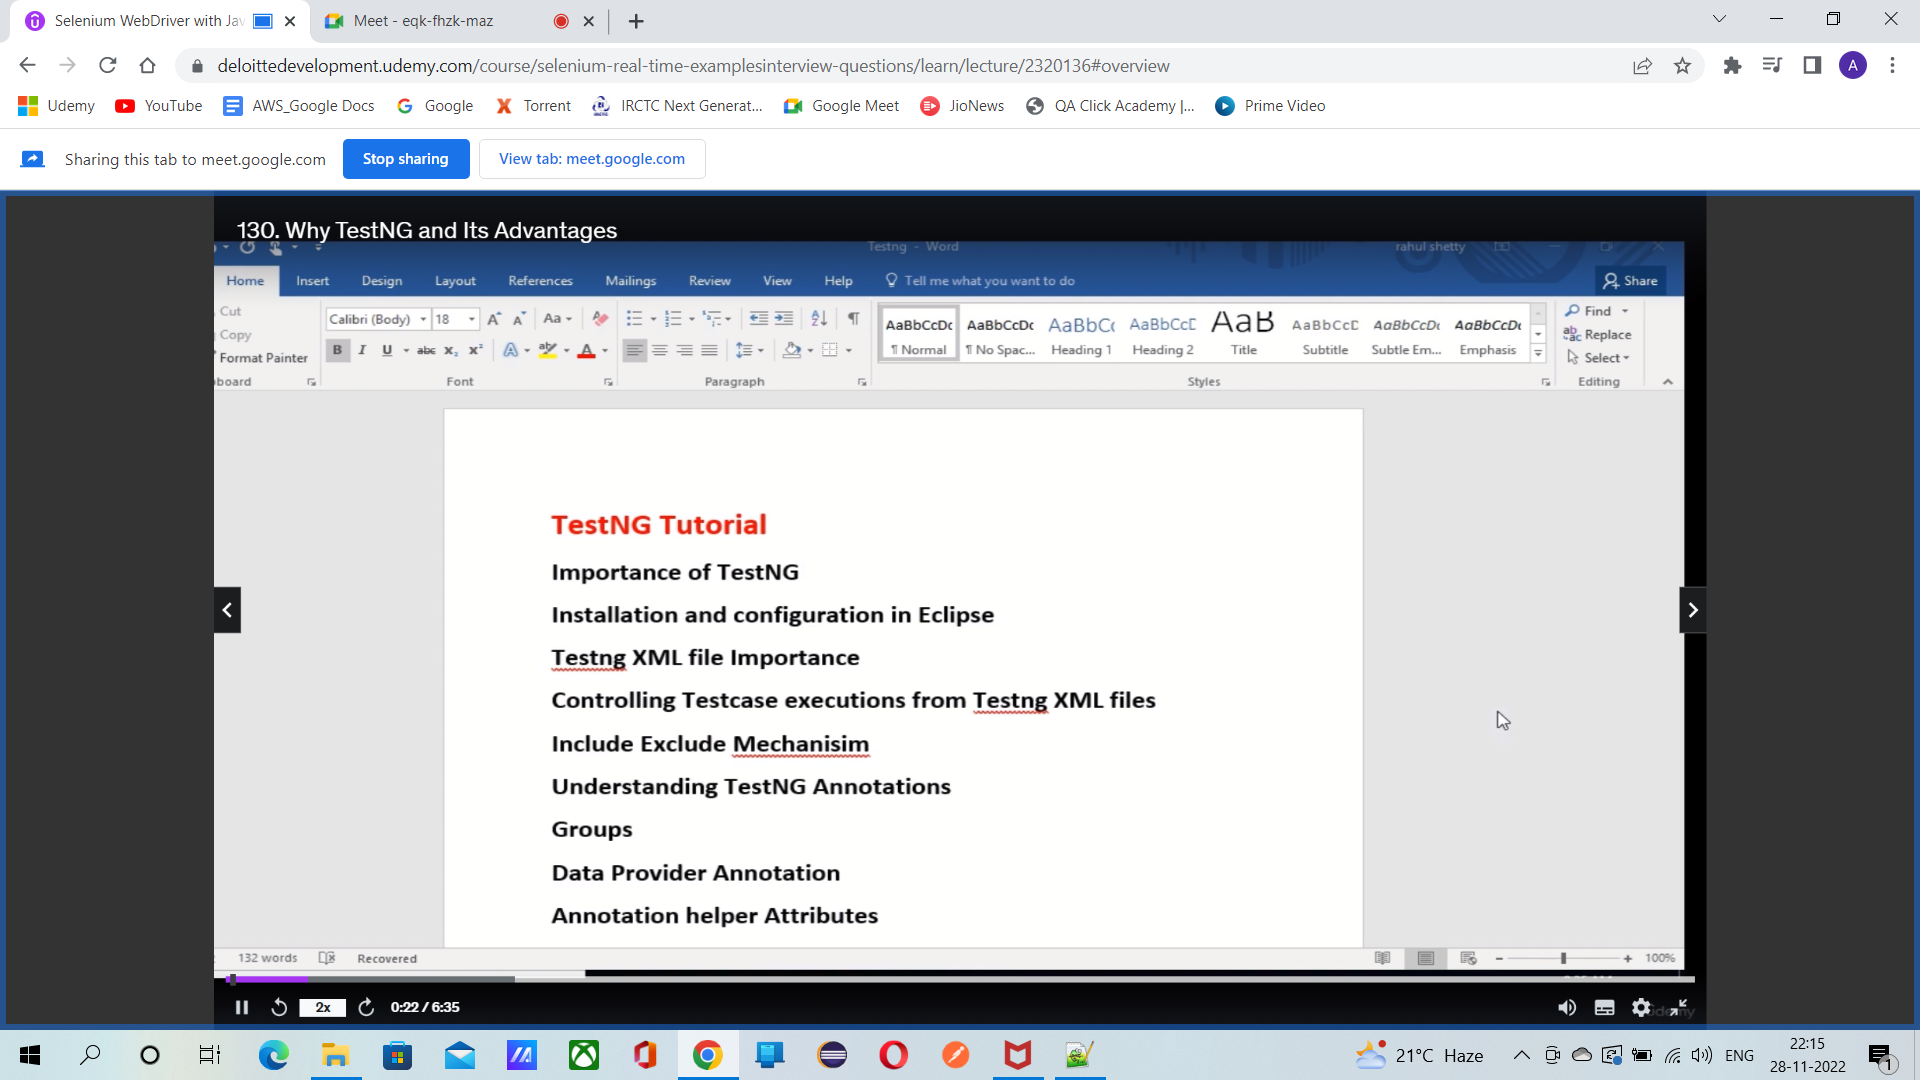 Selenium WebDriver with Jav
Meet - eqk-fhzk-maz
deloittedevelopment.udemy.com/course/selenium-real-time-examplesinterview-questions/learn/lecture/2320136#overview
A
Udemy YouTube AWS_Google Docs Google Torrent IRCTC Next Generat... Google Meet JioNews QA Click Academy |... Prime Video
Sharing this tab to meet.google.com Stop sharing View tab: meet.google.com
130. Why TestNG and Its Advantages
Testng - Word rahul shetty
Home Insert Design Layout References Mailings Review View Help Tell me what you want to do Share
Cut
Copy
Format Painter
board
Calibri (Body) 18 Aa
B I U abc x₂ x² A aby A
Font Paragraph Styles Editing
AaBbCcDc AaBbCcDc AaBbCc AaBbCcC AaB AaBbCcC AaBbCcDc AaBbCcDc
¶ Normal ¶ No Spac... Heading 1 Heading 2 Title Subtitle Subtle Em... Emphasis
Find
Replace
Select
TestNG Tutorial
Importance of TestNG
Installation and configuration in Eclipse
Testng XML file Importance
Controlling Testcase executions from Testng XML files
Include Exclude Mechanisim
Understanding TestNG Annotations
Groups
Data Provider Annotation
Annotation helper Attributes
132 words Recovered 100%
2x 0:22 / 6:35
21°C Haze ENG
22:15
28-11-2022
1